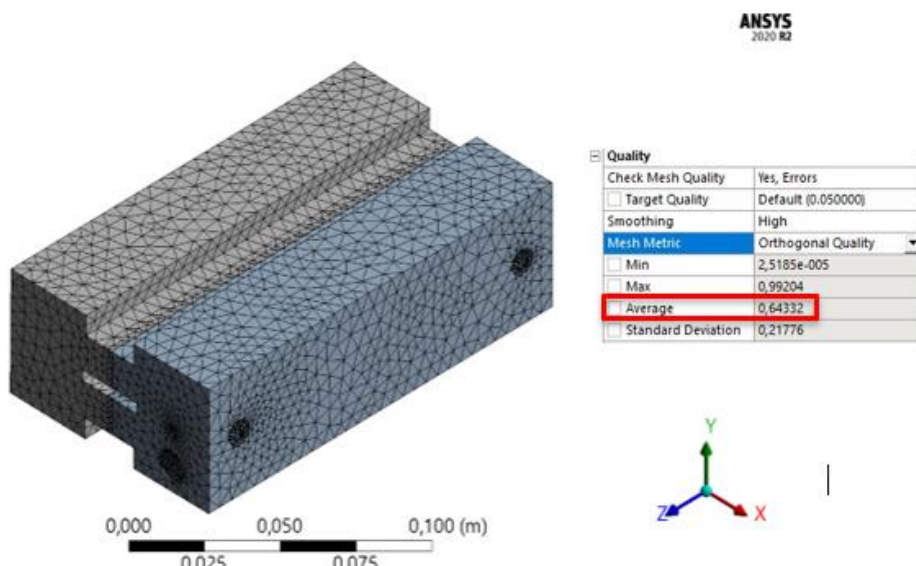 ANSYS
2020 R2
Quality
Check Mesh Quality Yes, Errors
Target Quality Default (0.050000)
Smoothing High
Mesh Metric Orthogonal Quality
Min 2,5185e-005
Max 0,99204
Average 0,64332
Standard Deviation 0,21776
Y
Z X
0,000 0,050 0,100 (m)
0,025 0,075